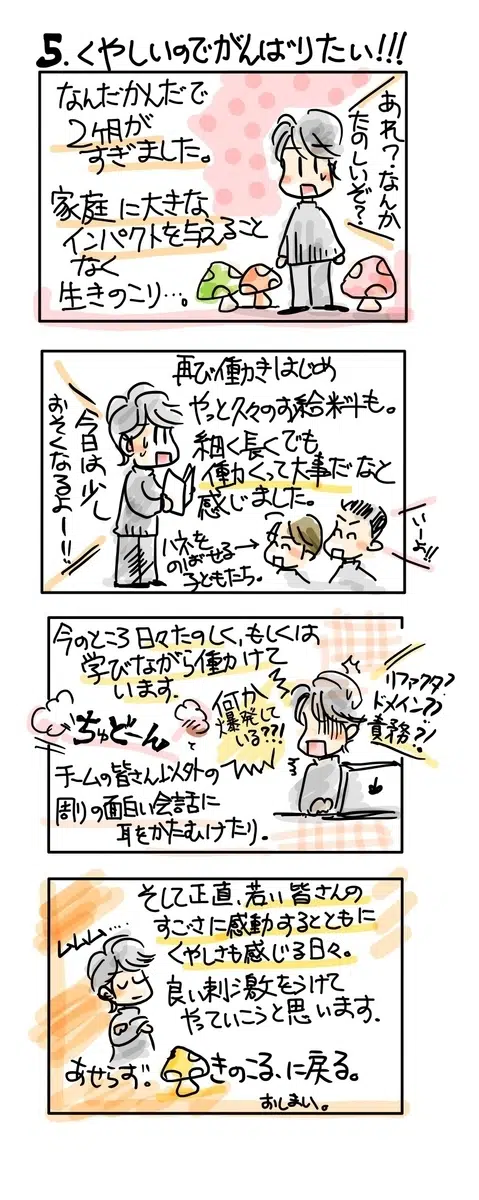 5. くやしいのでがんばりたい!!!
なんだかんだで
2ヶ月が
すぎました。
あれ?なんか
たのしいぞ?
家庭に大きな
インパクトを与えること
なく
生きのこり…。
再び働きはじめ
やっと久々のお給料も。
細く長くでも
働くって大事だなと
感じました。
今日は少し
おそくなるよー!!
ハネを
のばせる→
子どもたち。
いーよ!!
今のところ日々たのしく、もしくは
学びながら働けて
います。
ちゅどーん
何か
爆発して
いる??!
リファクタ?
ドメイン??
責務?!
チームの皆さん以外の
周りの面白い会話に
耳をかたむけたり。
そして正直、若い皆さんの
すごさに感動するとともに
くやしさも感じる日々。
良い刺激をうけて
やっていこうと思います。
あせらず!!
きのこる、に戻る。
おしまい。